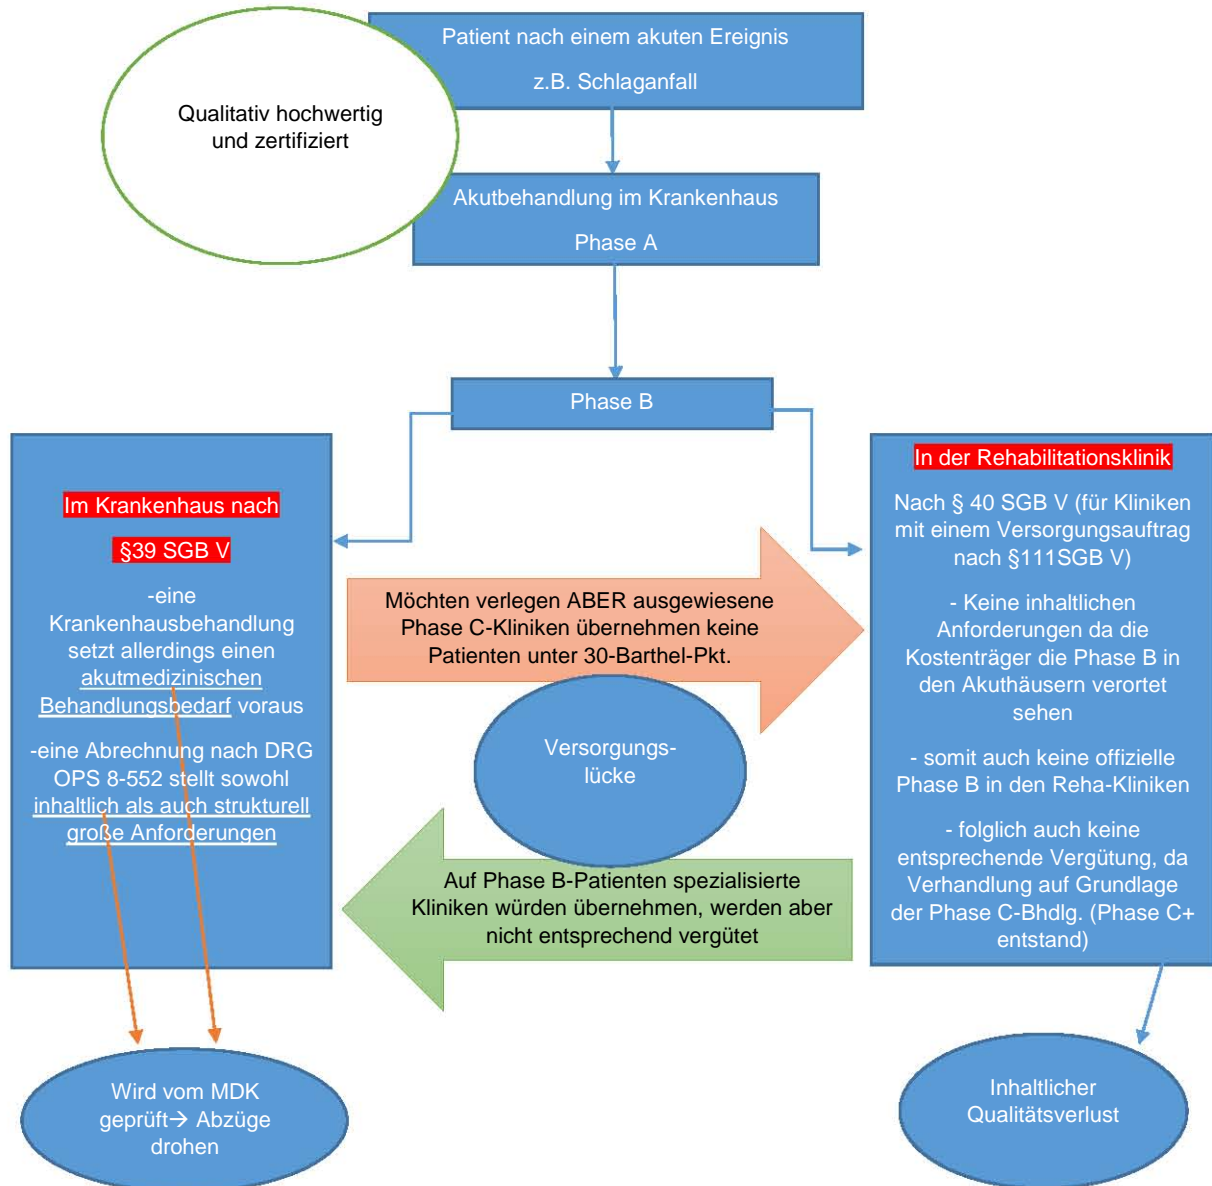 Patient nach einem akuten Ereignis
z.B. Schlaganfall
Qualitativ hochwertig
und zertifiziert
Akutbehandlung im Krankenhaus
Phase A
Phase B
Im Krankenhaus nach
§39 SGB V
-eine
Krankenhausbehandlung
setzt allerdings einen
akutmedizinischen
Behandlungsbedarf voraus
-eine Abrechnung nach DRG
OPS 8-552 stellt sowohl
inhaltlich als auch strukturell
große Anforderungen
Möchten verlegen ABER ausgewiesene
Phase C-Kliniken übernehmen keine
Patienten unter 30-Barthel-Pkt.
Versorgungs-
lücke
Auf Phase B-Patienten spezialisierte
Kliniken würden übernehmen, werden aber
nicht entsprechend vergütet
In der Rehabilitationsklinik
Nach § 40 SGB V (für Kliniken
mit einem Versorgungsauftrag
nach §111SGB V)
- Keine inhaltlichen
Anforderungen da die
Kostenträger die Phase B in
den Akuthäusern verortet
sehen
- somit auch keine offizielle
Phase B in den Reha-Kliniken
- folglich auch keine
entsprechende Vergütung, da
Verhandlung auf Grundlage
der Phase C-Bhdlg. (Phase C+
entstand)
Wird vom MDK
geprüft→ Abzüge
drohen
Inhaltlicher
Qualitätsverlust